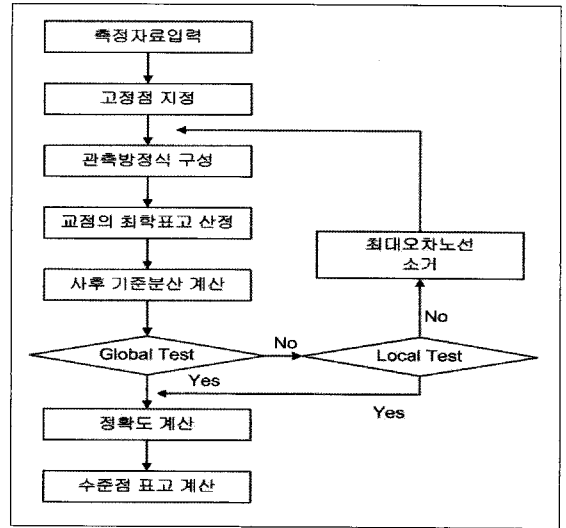 측정자료입력
고정점 지정
관측방정식 구성
교점의 최확표고 산정
최대오차노선
소거
사후 기준분산 계산
No
No
Global Test
Local Test
Yes
Yes
정확도 계산
수준점 표고 계산